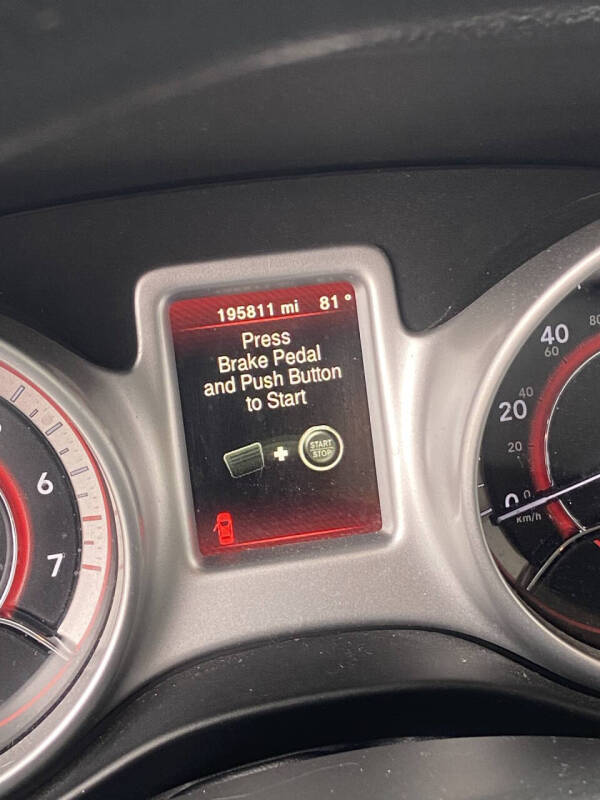 195811 mi 81°
Press
Brake Pedal
and Push Button
to Start
START
STOP
6
7
40
60
80
20
40
20
0
0
Km/h